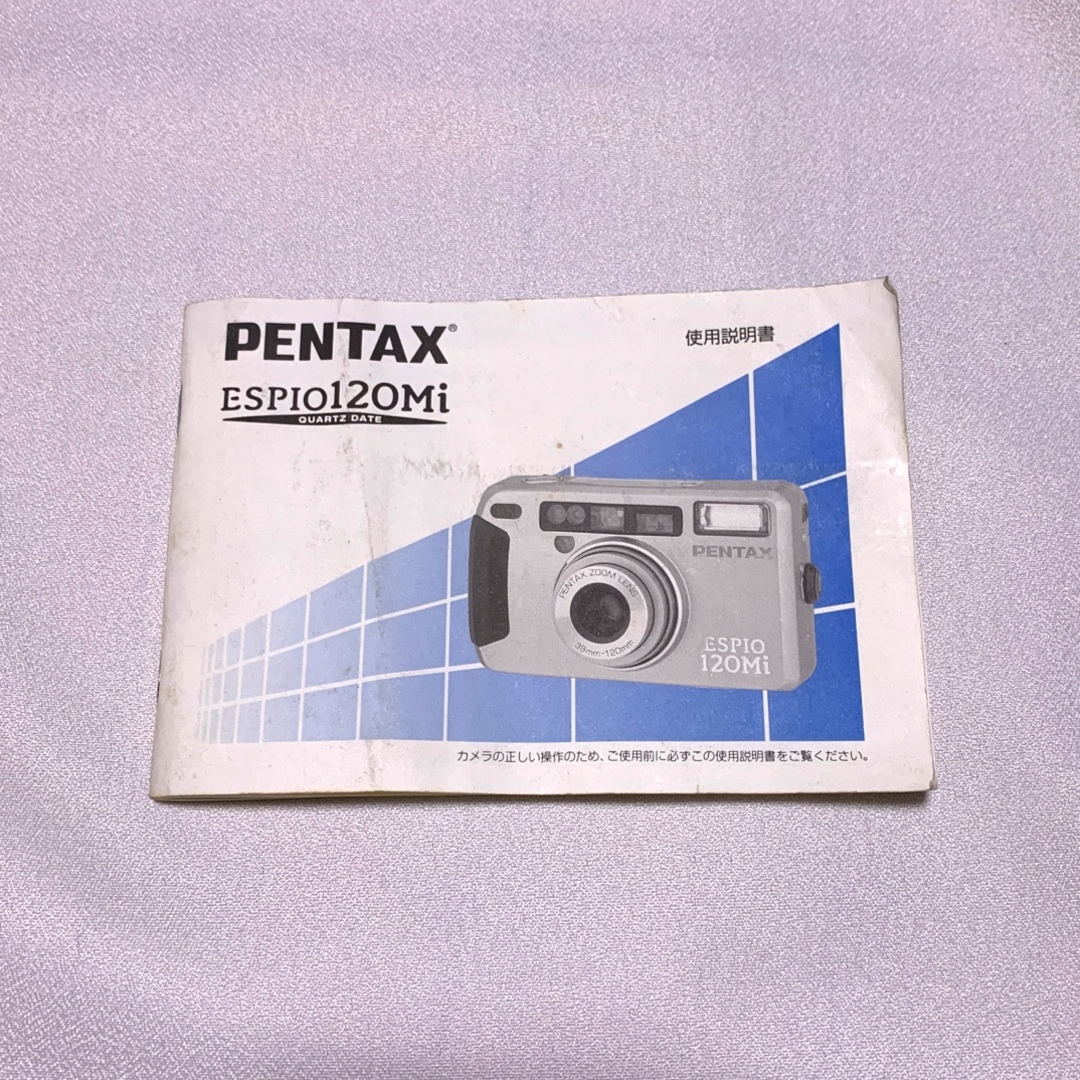 PENTAX®
ESPIO120Mi
QUARTZ DATE
使用説明書
PENTAX
PENTAX ZOOM LENS
38mm-120mm
ESPIO
120Mi
カメラの正しい操作のため、ご使用前に必ずこの使用説明書をご覧ください。